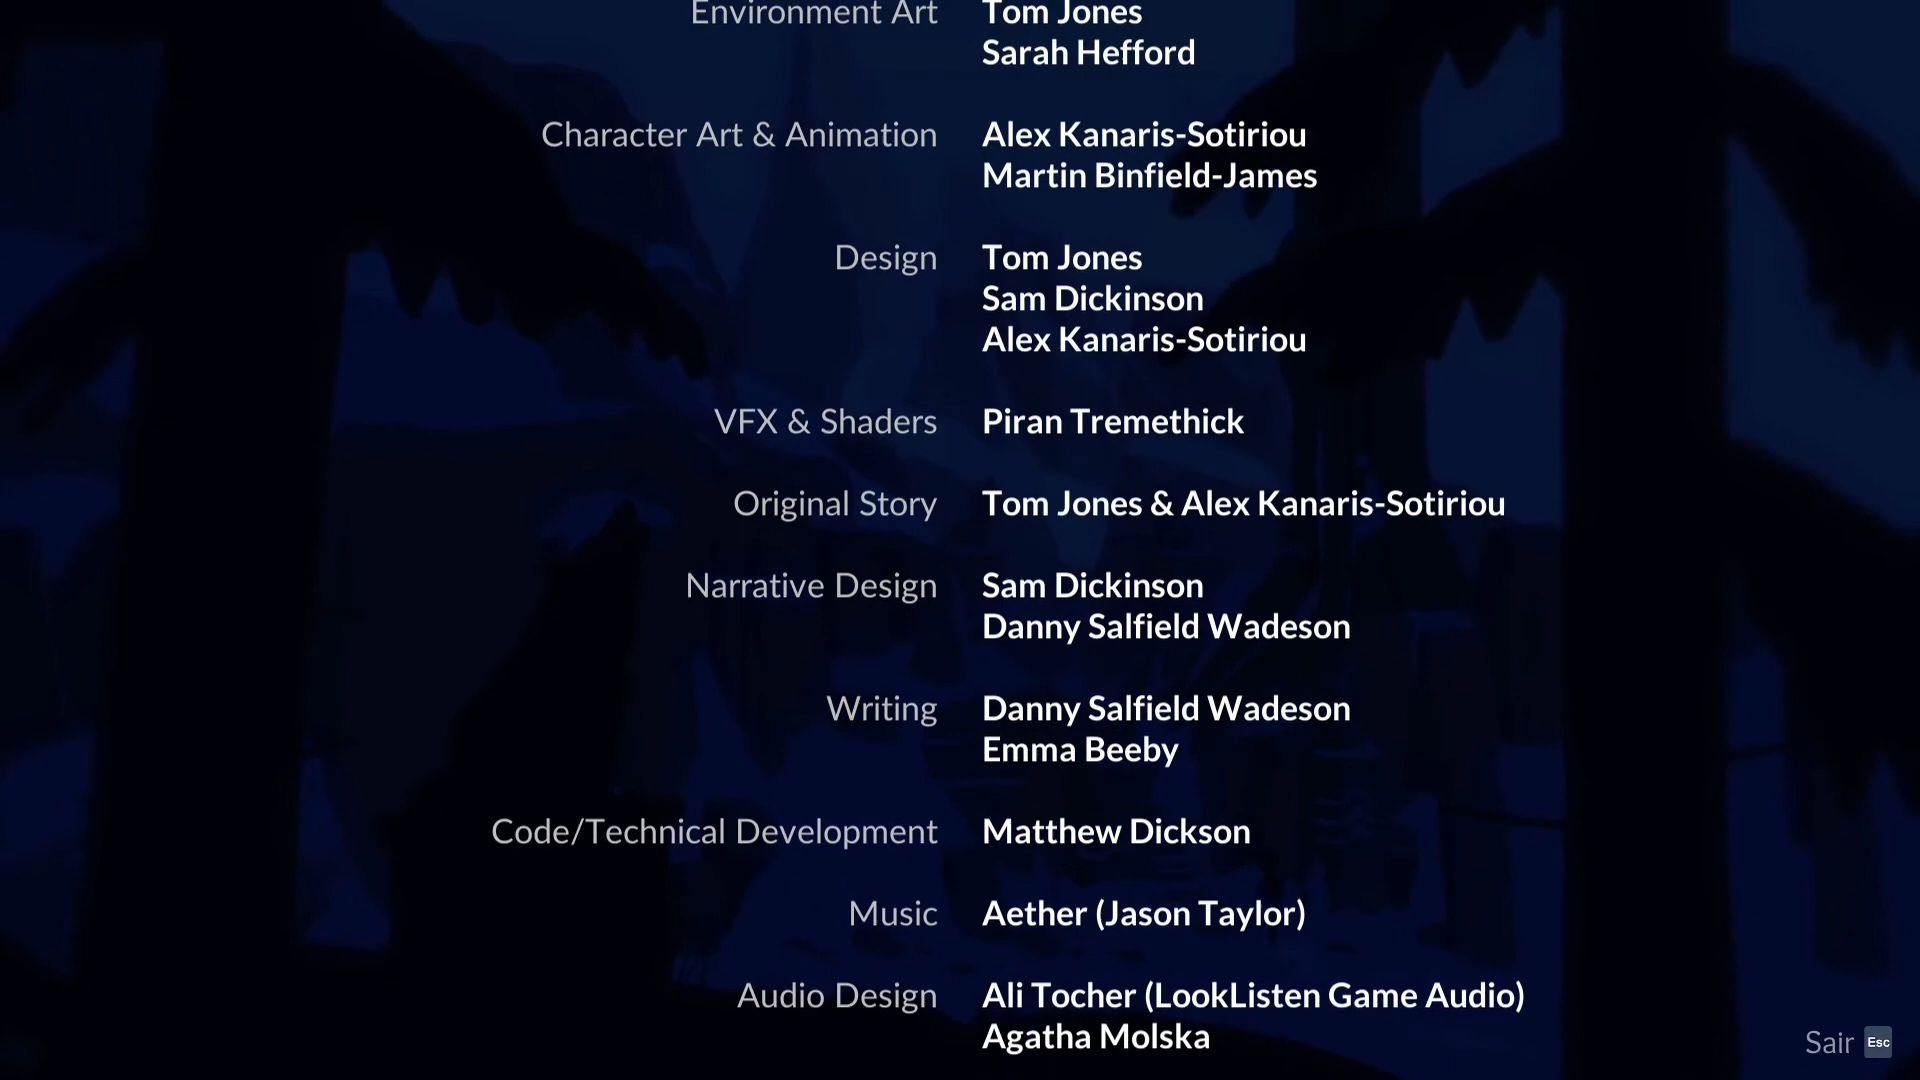 Environment Art Tom Jones
Sarah Hefford
Character Art & Animation Alex Kanaris-Sotiriou
Martin Binfield-James
Design Tom Jones
Sam Dickinson
Alex Kanaris-Sotiriou
VFX & Shaders Piran Tremethick
Original Story Tom Jones & Alex Kanaris-Sotiriou
Narrative Design Sam Dickinson
Danny Salfield Wadeson
Writing Danny Salfield Wadeson
Emma Beeby
Code/Technical Development Matthew Dickson
Music Aether (Jason Taylor)
Audio Design Ali Tocher (LookListen Game Audio)
Agatha Molska
Sair Esc